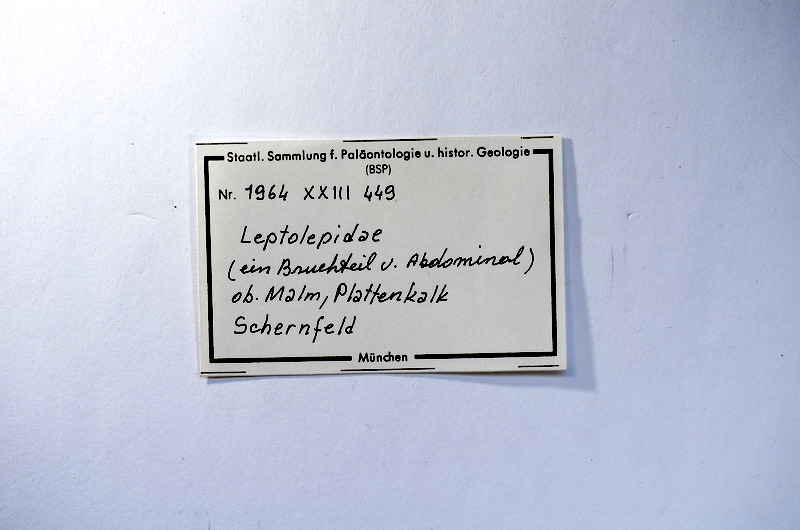 Staatl. Sammlung f. Paläontologie u. histor. Geologie
(BSP)
Nr. 1964 XXIII 449
Leptolepidae
(ein Bruchteil v. Abdominal)
ob. Malm, Plattenkalk
Schernfeld
München